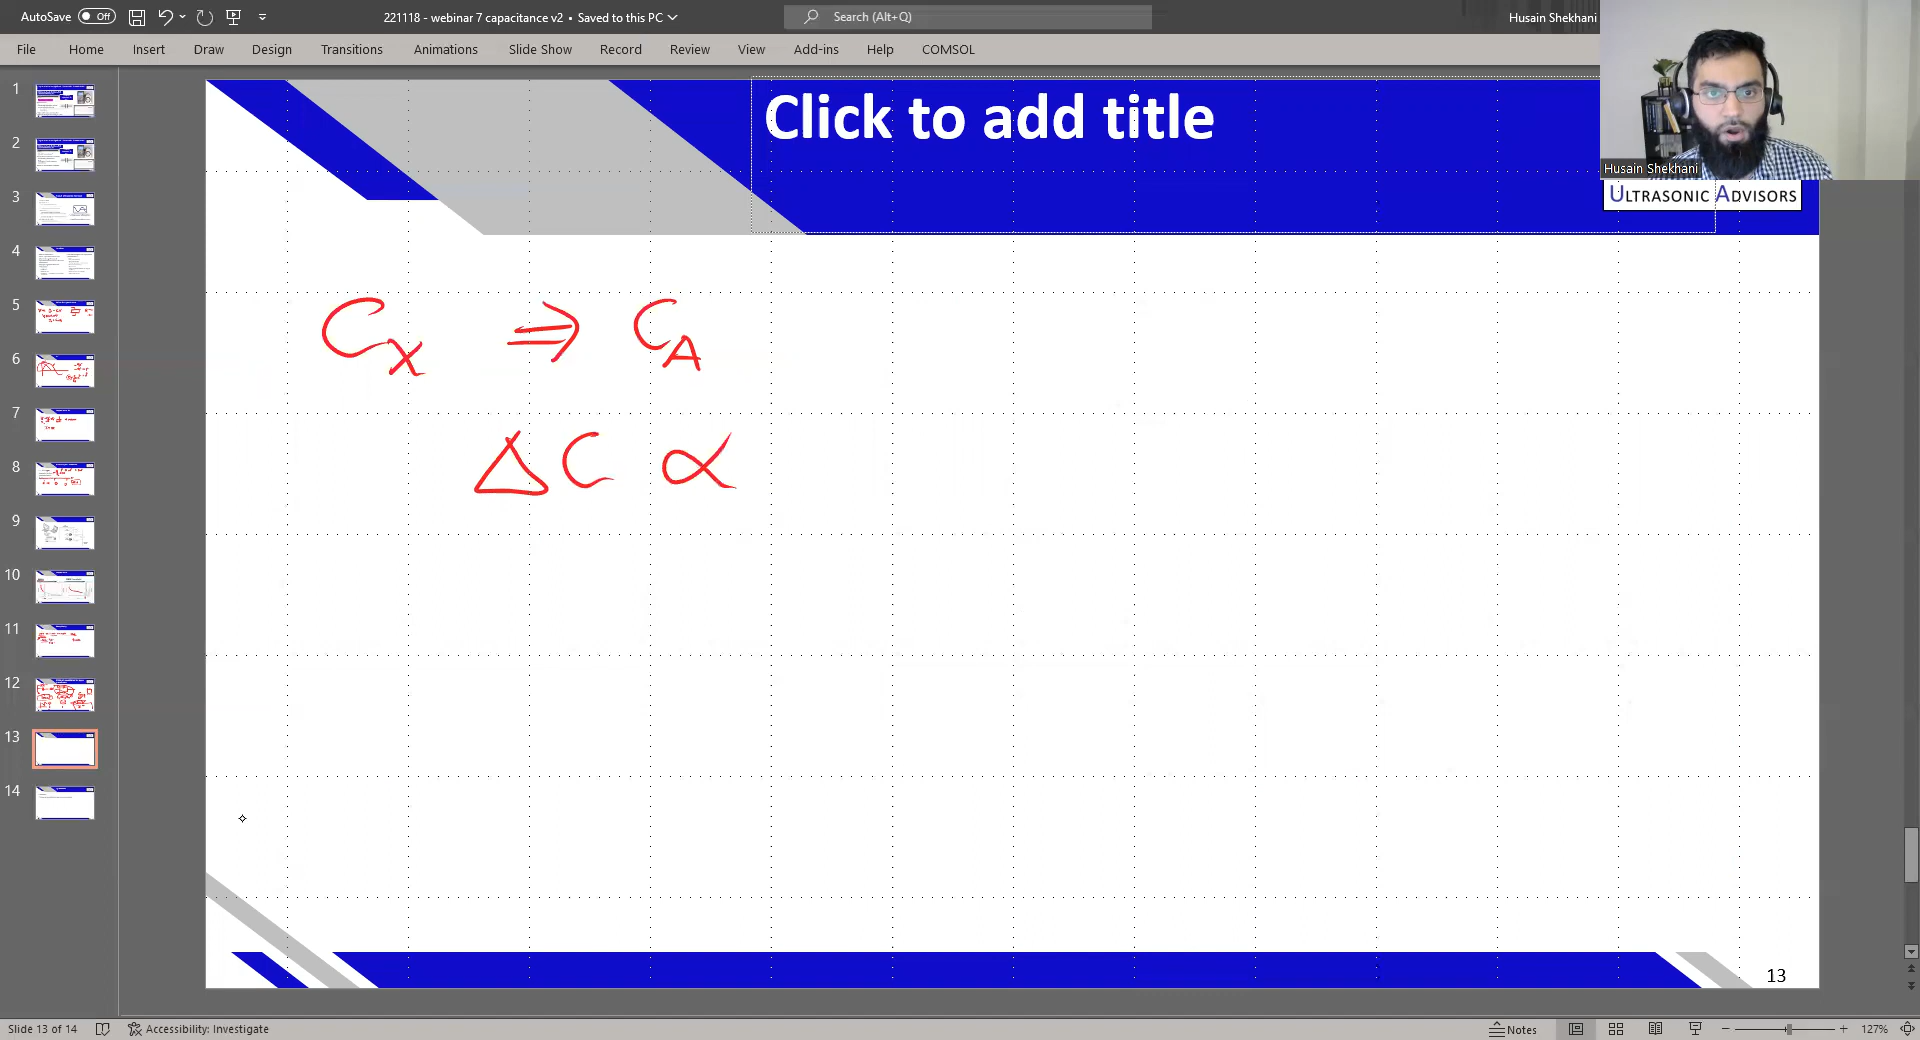 AutoSave Off 221118 - webinar 7 capacitance v2 • Saved to this PC Search (Alt+Q) Husain Shekhani
File Home Insert Draw Design Transitions Animations Slide Show Record Review View Add-ins Help COMSOL
Click to add title
Husain Shekhani
ULTRASONIC ADVISORS
1
2
3
4
5
6
7
8
9
10
11
12
13
14
C_X ⇒ C_A
Δ C ∝
13
Slide 13 of 14 Accessibility: Investigate Notes 127%